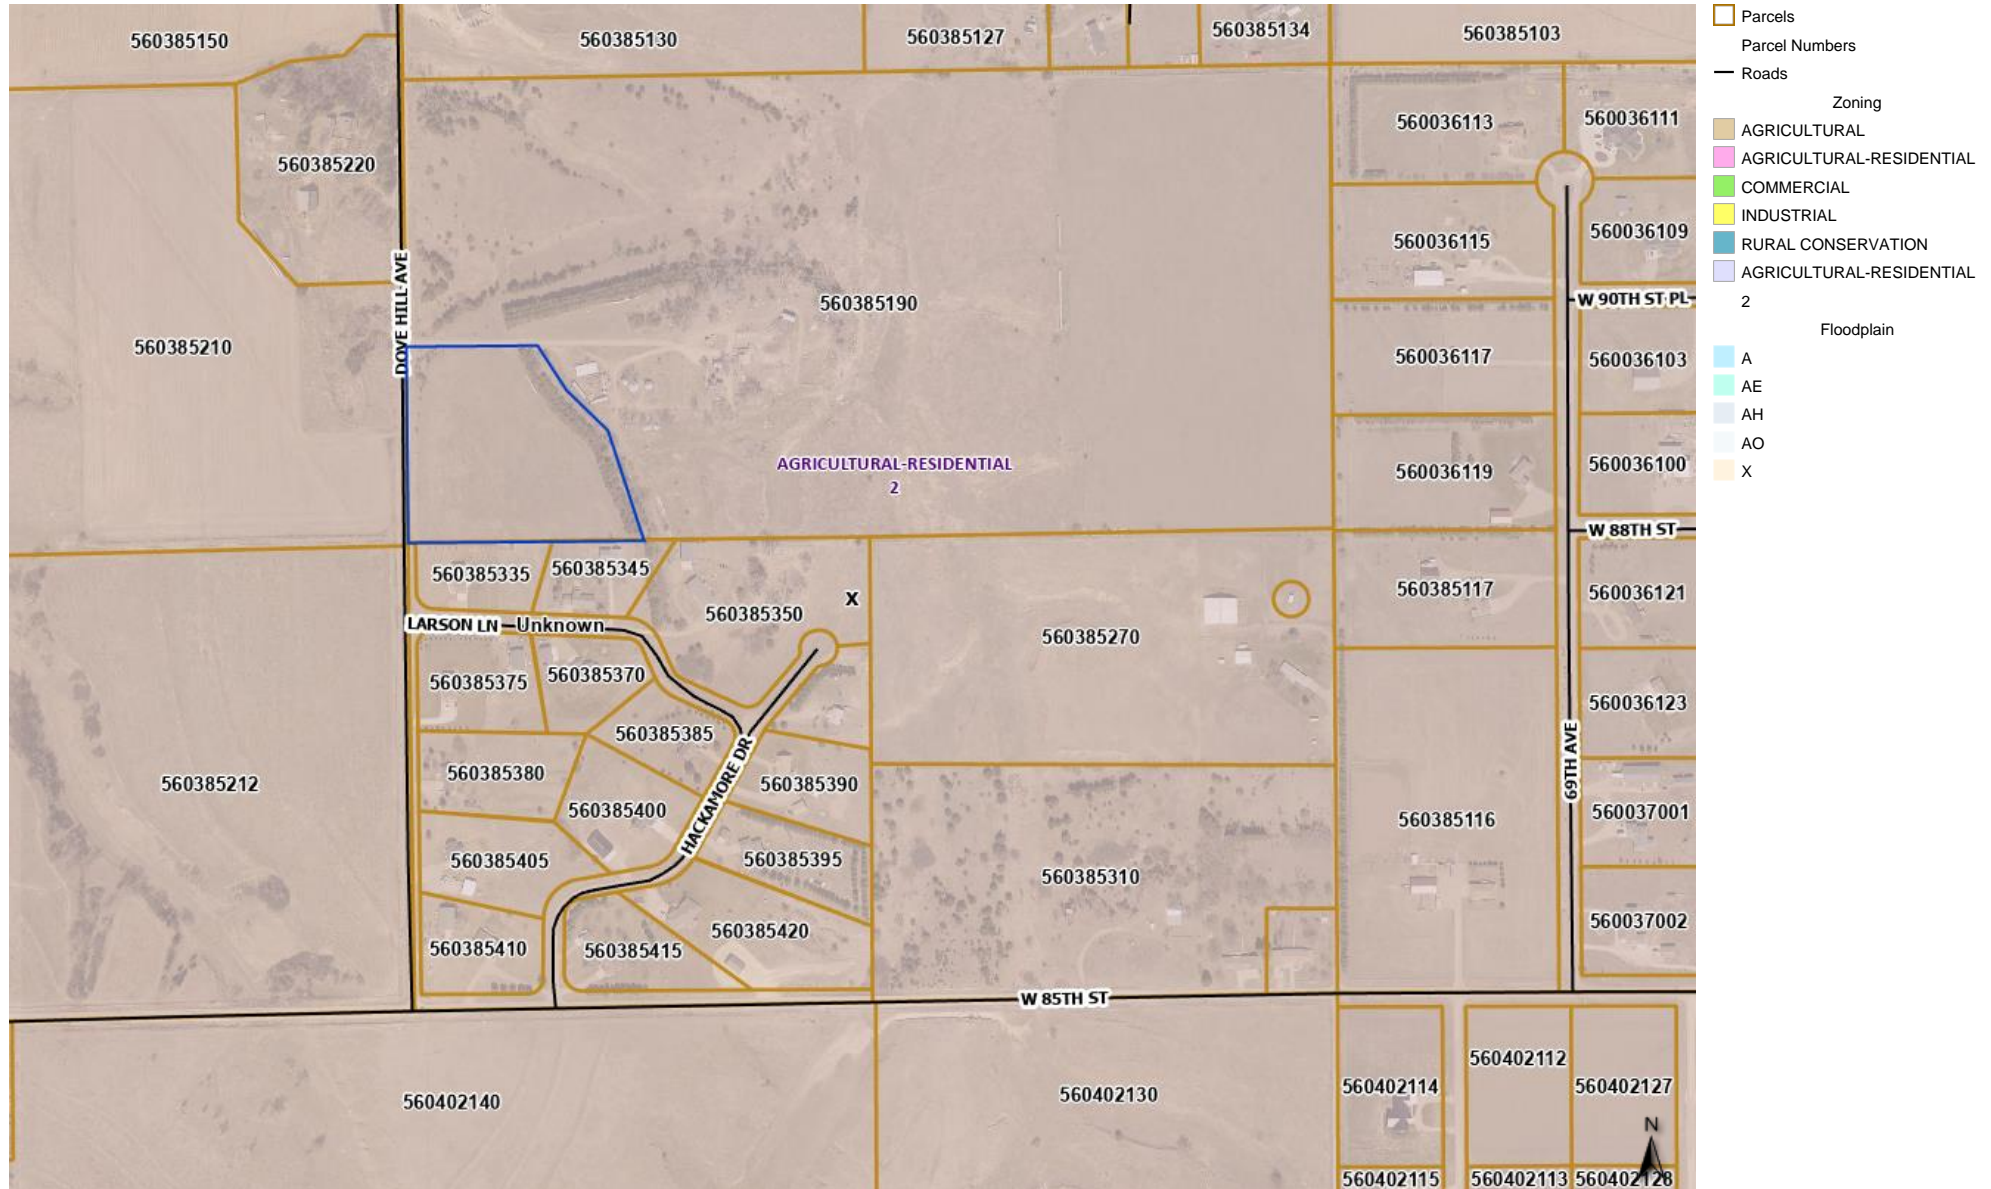 560385150
560385130
560385127
560385134
560385103
560036113
560036111
560385220
560036115
560036109
DOVE HILL AVE
560385190
W 90TH ST PL
560385210
560036117
560036103
AGRICULTURAL-RESIDENTIAL
2
560036119
560036100
W 88TH ST
560385335
560385345
560385350
X
560385117
560036121
LARSON LN
Unknown
560385270
560385375
560385370
560036123
560385385
69TH AVE
560385212
560385380
560385400
HACKAMORE DR
560385390
560385116
560037001
560385405
560385395
560385310
560385410
560385415
560385420
560037002
W 85TH ST
560402140
560402130
560402114
560402112
560402127
N
560402115
560402113
560402128
Parcels
Parcel Numbers
Roads
Zoning
AGRICULTURAL
AGRICULTURAL-RESIDENTIAL
COMMERCIAL
INDUSTRIAL
RURAL CONSERVATION
AGRICULTURAL-RESIDENTIAL
2
Floodplain
A
AE
AH
AO
X